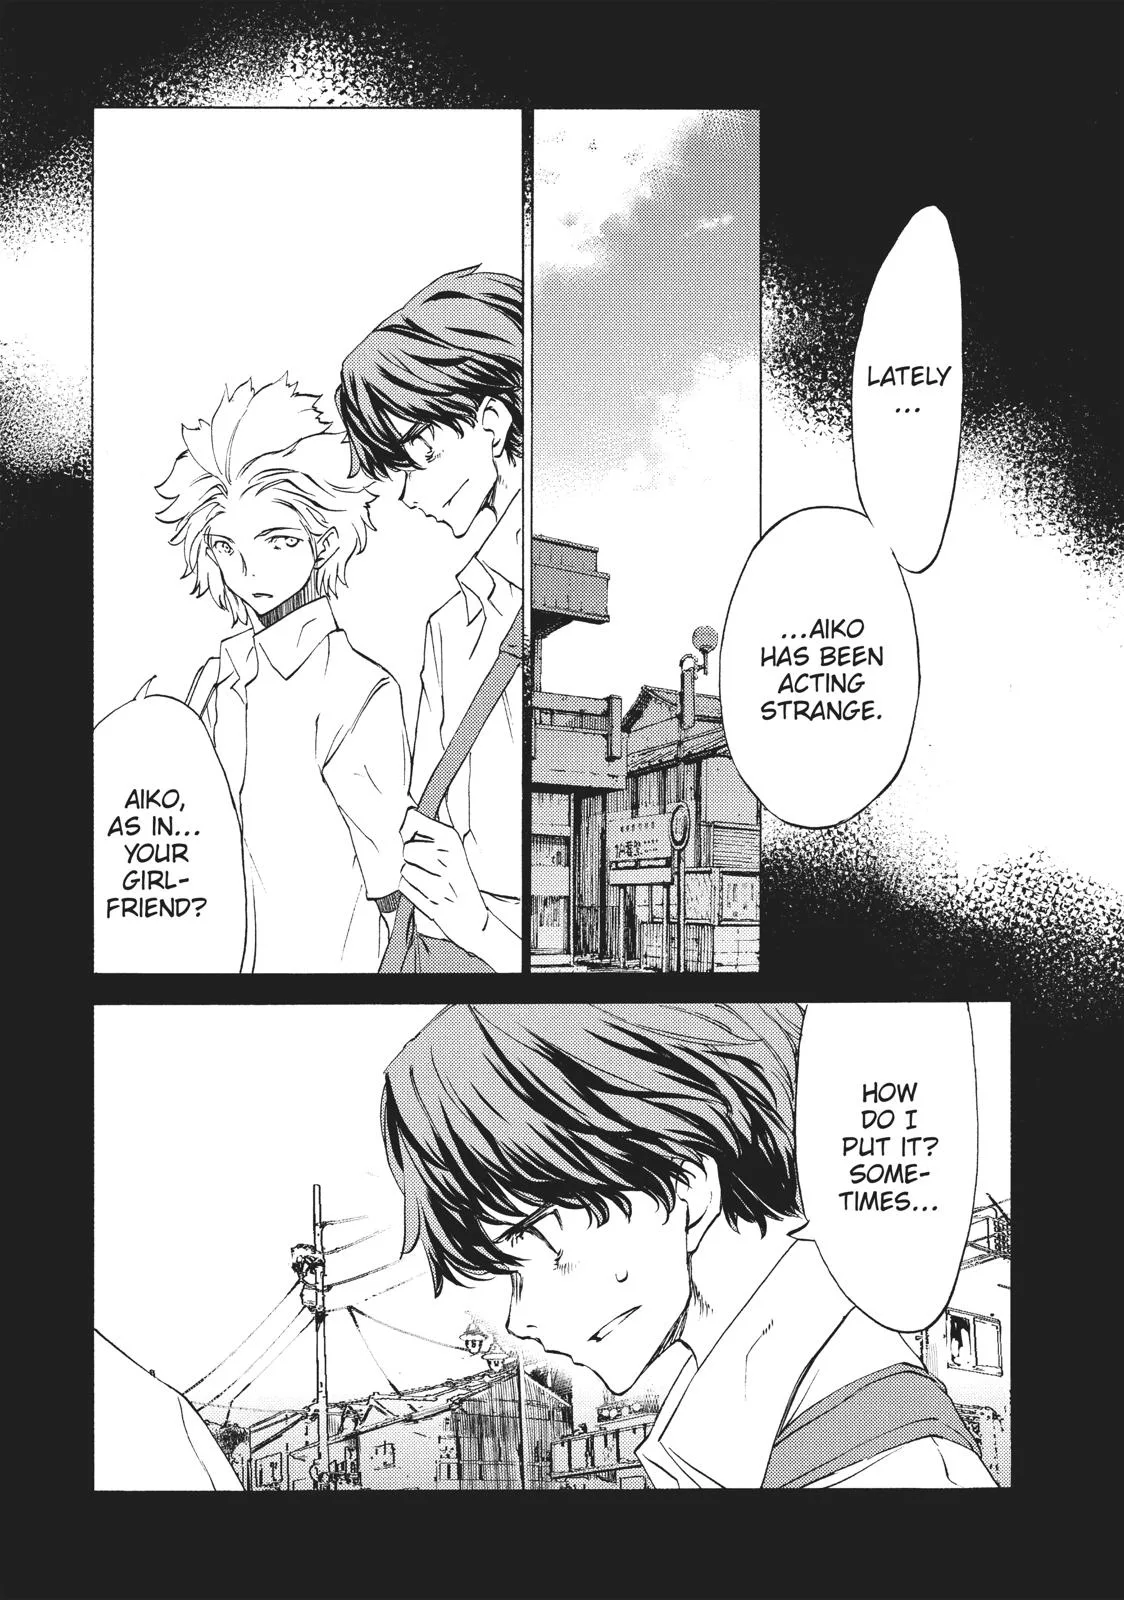 LATELY
...
...AIKO
HAS BEEN
ACTING
STRANGE.
AIKO,
AS IN...
YOUR
GIRL-
FRIEND?
HOW
DO I
PUT IT?
SOME-
TIMES...